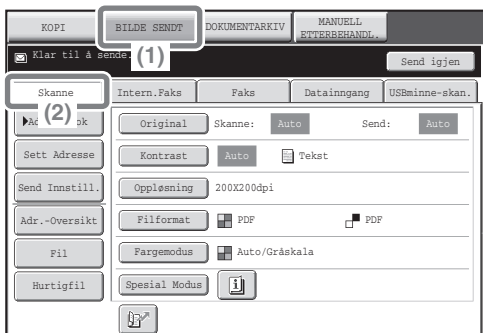 KOPI
BILDE SENDT
DOKUMENTARKIV
MANUELL
ETTERBEHANDL.
Klar til å sende.
(1)
Send igjen
Skanne
Intern.Faks
Faks
Datainngang
USBminne-skan.
(2)
Original Skanne: Auto Send: Auto
Sett Adresse
Kontrast Auto Tekst
Send Innstill.
Oppløsning 200X200dpi
Adr.-Oversikt
Filformat PDF PDF
Fil
Fargemodus Auto/Gråskala
Hurtigfil
Spesial Modus